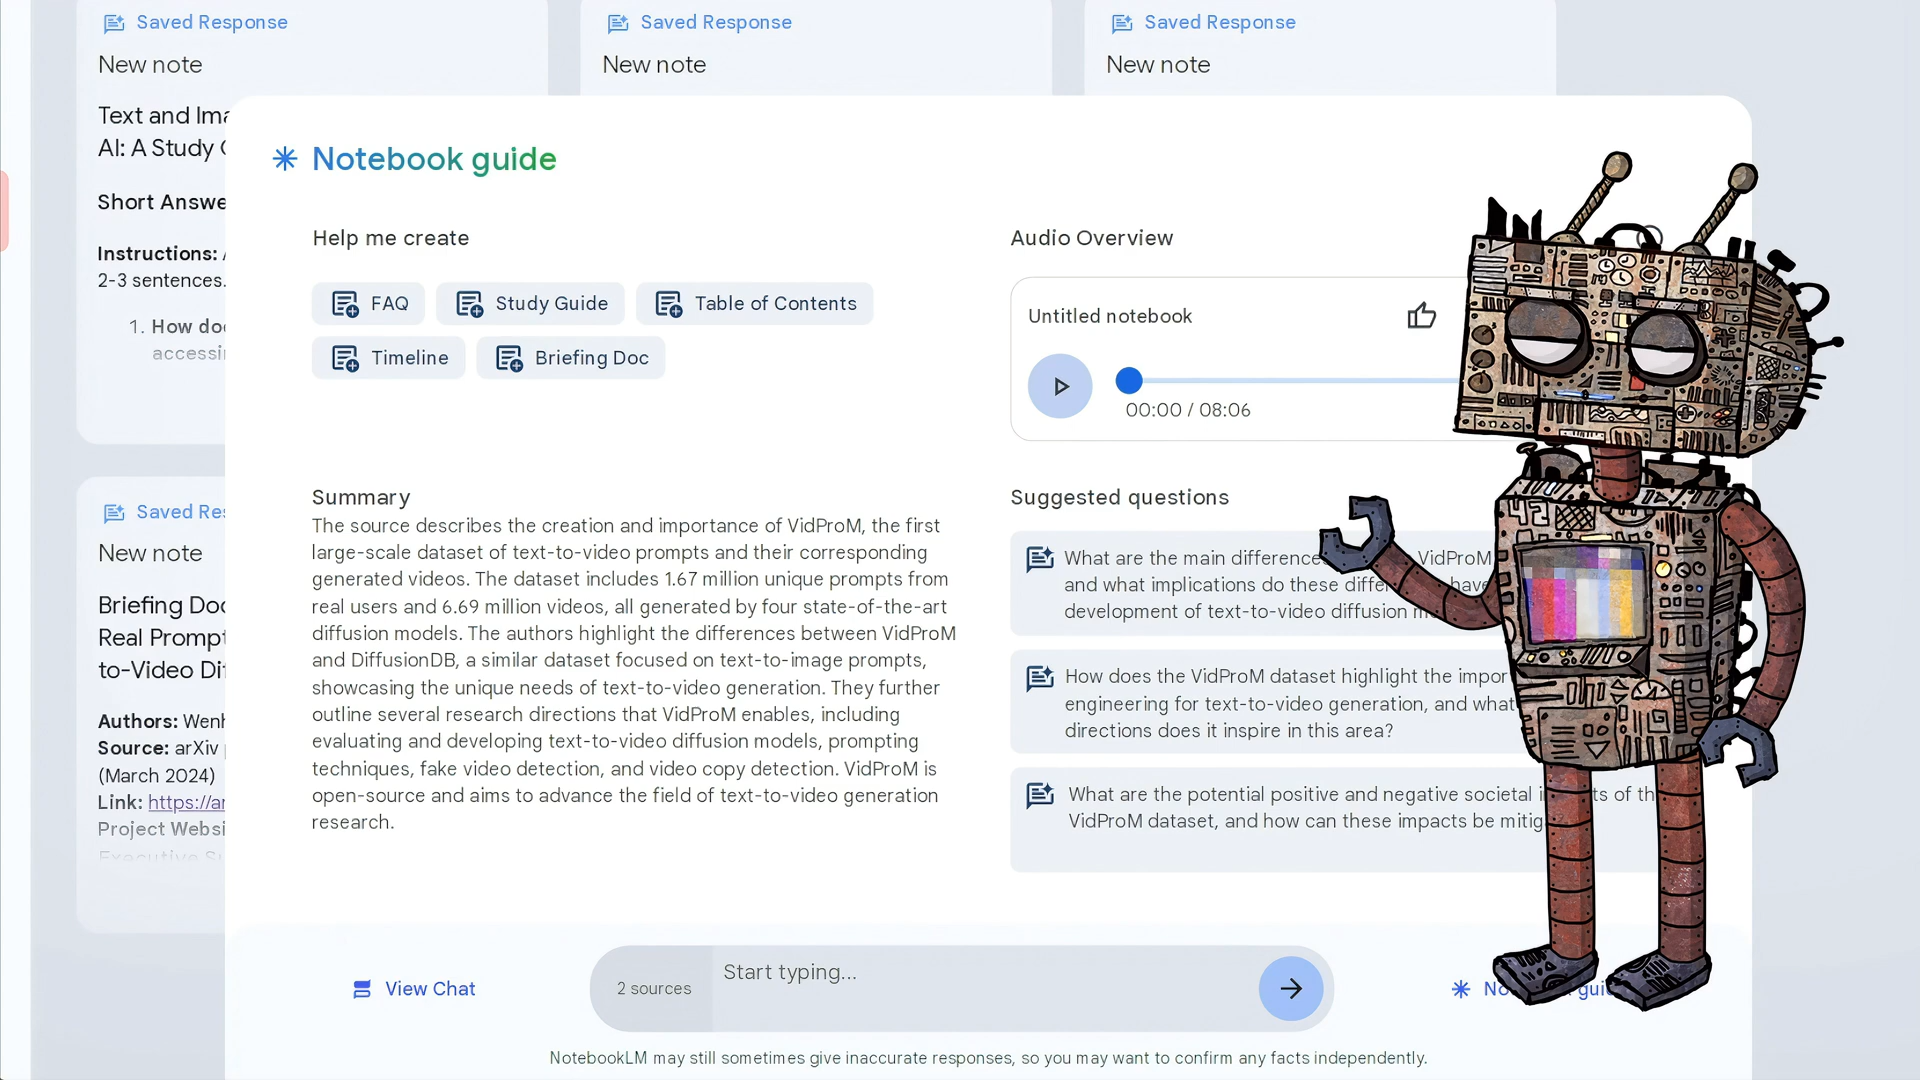 Saved Response
New note
Text and Ima
AI: A Study
Short Answe
Instructions:
2-3 sentences.
1. How do
accessin
Saved Response
New note
Saved Response
New note
Saved Re
New note
Briefing Doc
Real Prompt
to-Video Di
Authors: Wenh
Source: arXiv
(March 2024)
Link: https://ar
Project Websi
Executive Su
Notebook guide
Help me create
FAQ
Study Guide
Table of Contents
Timeline
Briefing Doc
Audio Overview
Untitled notebook
00:00 / 08:06
Summary
The source describes the creation and importance of VidProM, the first
large-scale dataset of text-to-video prompts and their corresponding
generated videos. The dataset includes 1.67 million unique prompts from
real users and 6.69 million videos, all generated by four state-of-the-art
diffusion models. The authors highlight the differences between VidProM
and DiffusionDB, a similar dataset focused on text-to-image prompts,
showcasing the unique needs of text-to-video generation. They further
outline several research directions that VidProM enables, including
evaluating and developing text-to-video diffusion models, prompting
techniques, fake video detection, and video copy detection. VidProM is
open-source and aims to advance the field of text-to-video generation
research.
Suggested questions
What are the main difference VidProM
and what implications do these diffe have
development of text-to-video diffusion m
How does the VidProM dataset highlight the impor
engineering for text-to-video generation, and what
directions does it inspire in this area?
What are the potential positive and negative societal i ts of th
VidProM dataset, and how can these impacts be mitig
42
View Chat
2 sources
Start typing...
No gui
NotebookLM may still sometimes give inaccurate responses, so you may want to confirm any facts independently.